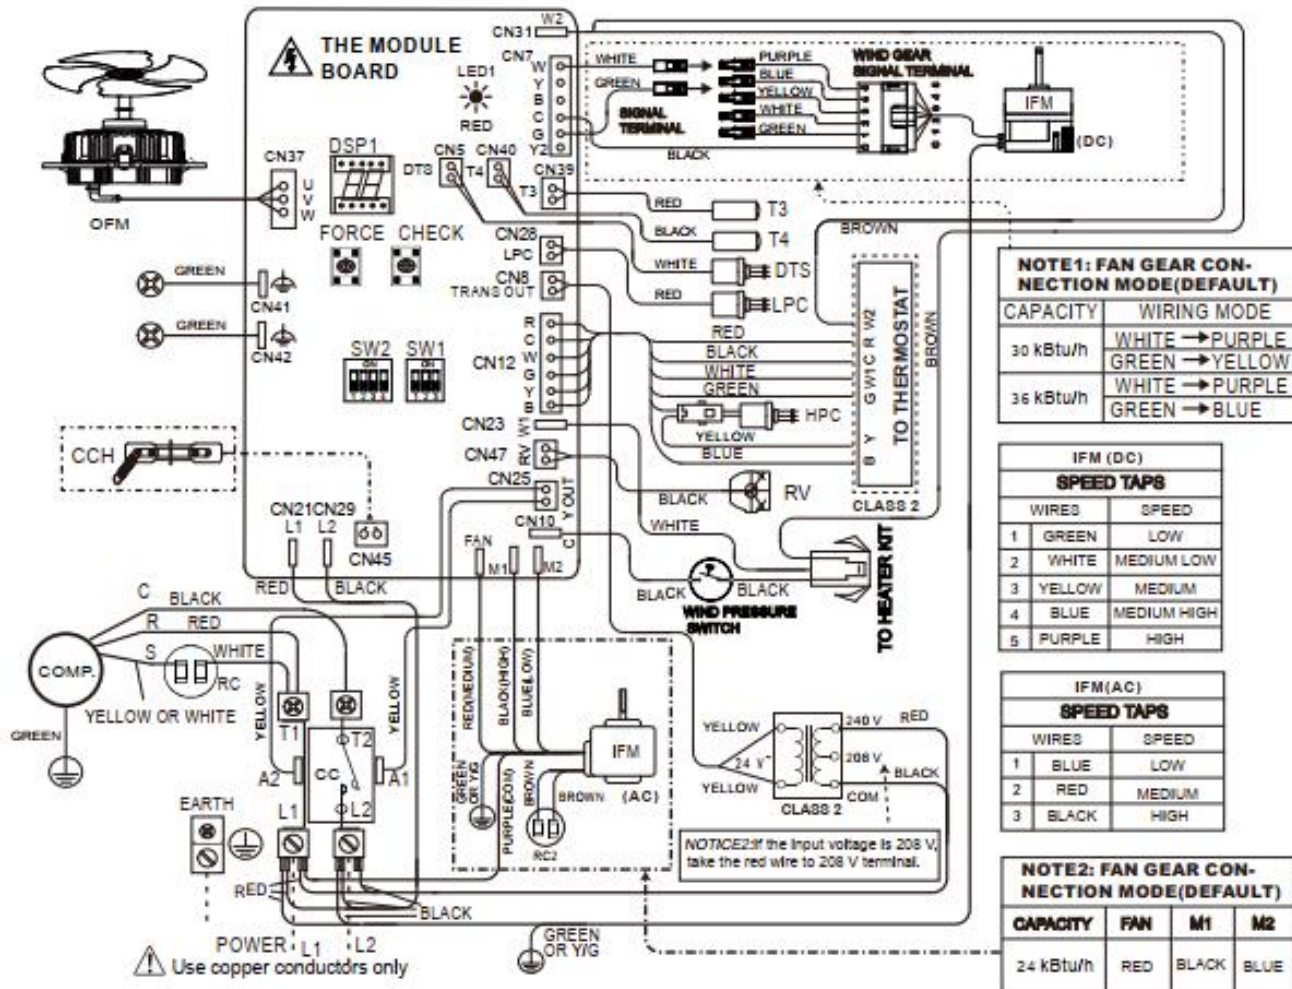 W2
CN31
THE MODULE
BOARD
LED1
RED
CN7
W
Y
B
C
G
Y2
WHITE
GREEN
SIGNAL
TERMINAL
BLACK
PURPLE
BLUE
YELLOW
WHITE
GREEN
WIND GEAR
SIGNAL TERMINAL
IFM
(DC)
OFM
CN37
U
V
W
DSP1
CN5
DTS
CN40
T4
CN39
T3
RED
T3
BLACK
T4
WHITE
DTS
RED
LPC
BROWN
FORCE
CHECK
CN28
LPC
CN8
TRANS OUT
GREEN
CN41
GREEN
CN42
SW2
ON
1 2 3 4
SW1
ON
1 2 3
CN12
R
C
W
G
Y
B
RED
BLACK
WHITE
GREEN
HPC
YELLOW
BLUE
W2
R
C
W1
G
Y
B
TO THERMOSTAT
CLASS 2
BROWN
CN23
W1
CN47
RV
CN25
Y OUT
CN10
C
BLACK
RV
WHITE
BLACK
BLACK
WIND PRESSURE
SWITCH
P
TO HEATER KIT
CCH
CN21
L1
CN29
L2
CN45
FAN
M1
M2
RED
BLACK
COMP.
C
BLACK
R
RED
S
WHITE
RC
YELLOW OR WHITE
GREEN
YELLOW
YELLOW
T1
T2
CC
A2
A1
L1
L2
EARTH
RED
BLACK
POWER
L1
L2
Use copper conductors only
RED(MEDIUM)
BLACK(HIGH)
BLUE(LOW)
GREEN
OR Y/G
PURPLE(COM)
BROWN
BROWN
RC2
IFM
(AC)
GREEN
OR Y/G
YELLOW
24 V~
YELLOW
240 V
RED
208 V
BLACK
COM
CLASS 2
NOTICE2:If the input voltage is 208 V,
take the red wire to 208 V terminal.
NOTE1: FAN GEAR CON-
NECTION MODE(DEFAULT)
CAPACITY WIRING MODE
30 kBtu/h WHITE → PURPLE
GREEN → YELLOW
36 kBtu/h WHITE → PURPLE
GREEN → BLUE
IFM (DC)
SPEED TAPS
WIRES SPEED
1 GREEN LOW
2 WHITE MEDIUM LOW
3 YELLOW MEDIUM
4 BLUE MEDIUM HIGH
5 PURPLE HIGH
IFM(AC)
SPEED TAPS
WIRES SPEED
1 BLUE LOW
2 RED MEDIUM
3 BLACK HIGH
NOTE2: FAN GEAR CON-
NECTION MODE(DEFAULT)
CAPACITY FAN M1 M2
24 kBtu/h RED BLACK BLUE